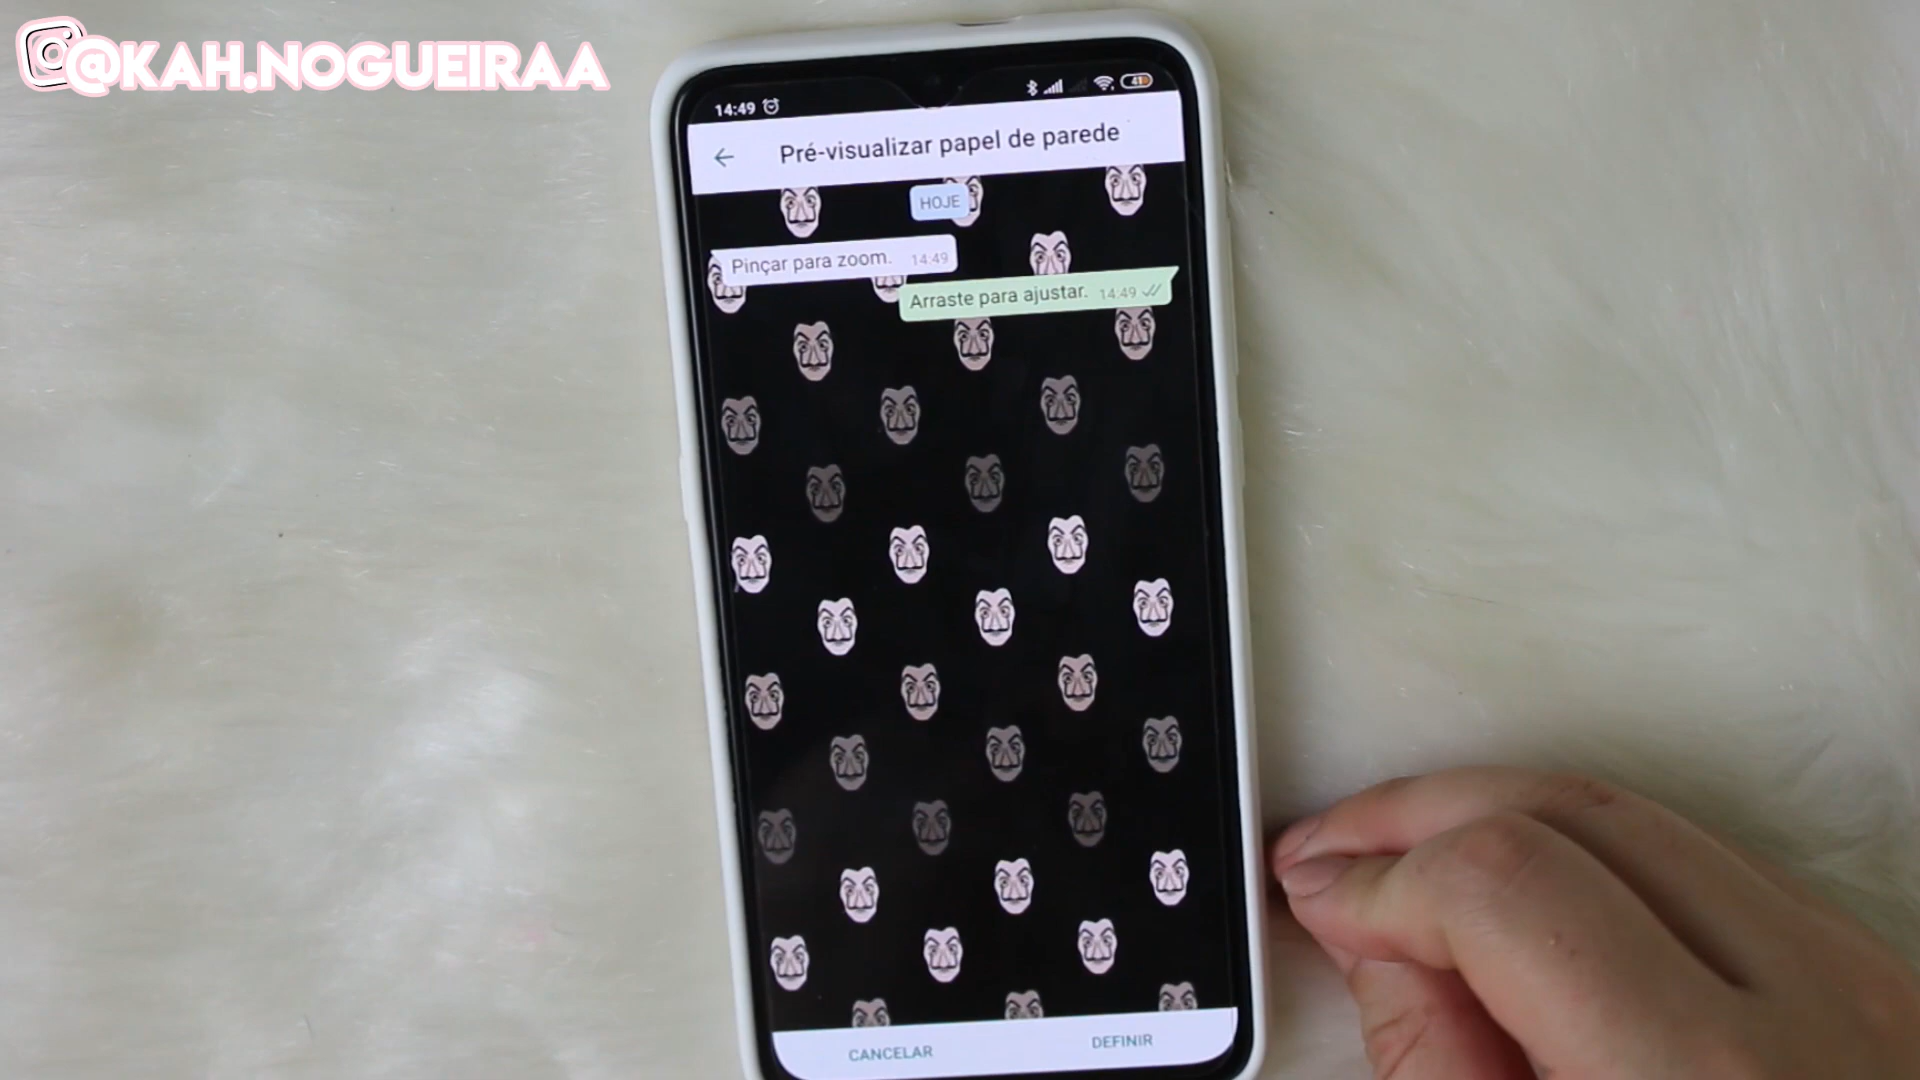 @KAH.NOGUEIRAA
14:49
41
Pré-visualizar papel de parede
HOJE
Pinçar para zoom. 14:49
Arraste para ajustar. 14:49
CANCELAR
DEFINIR